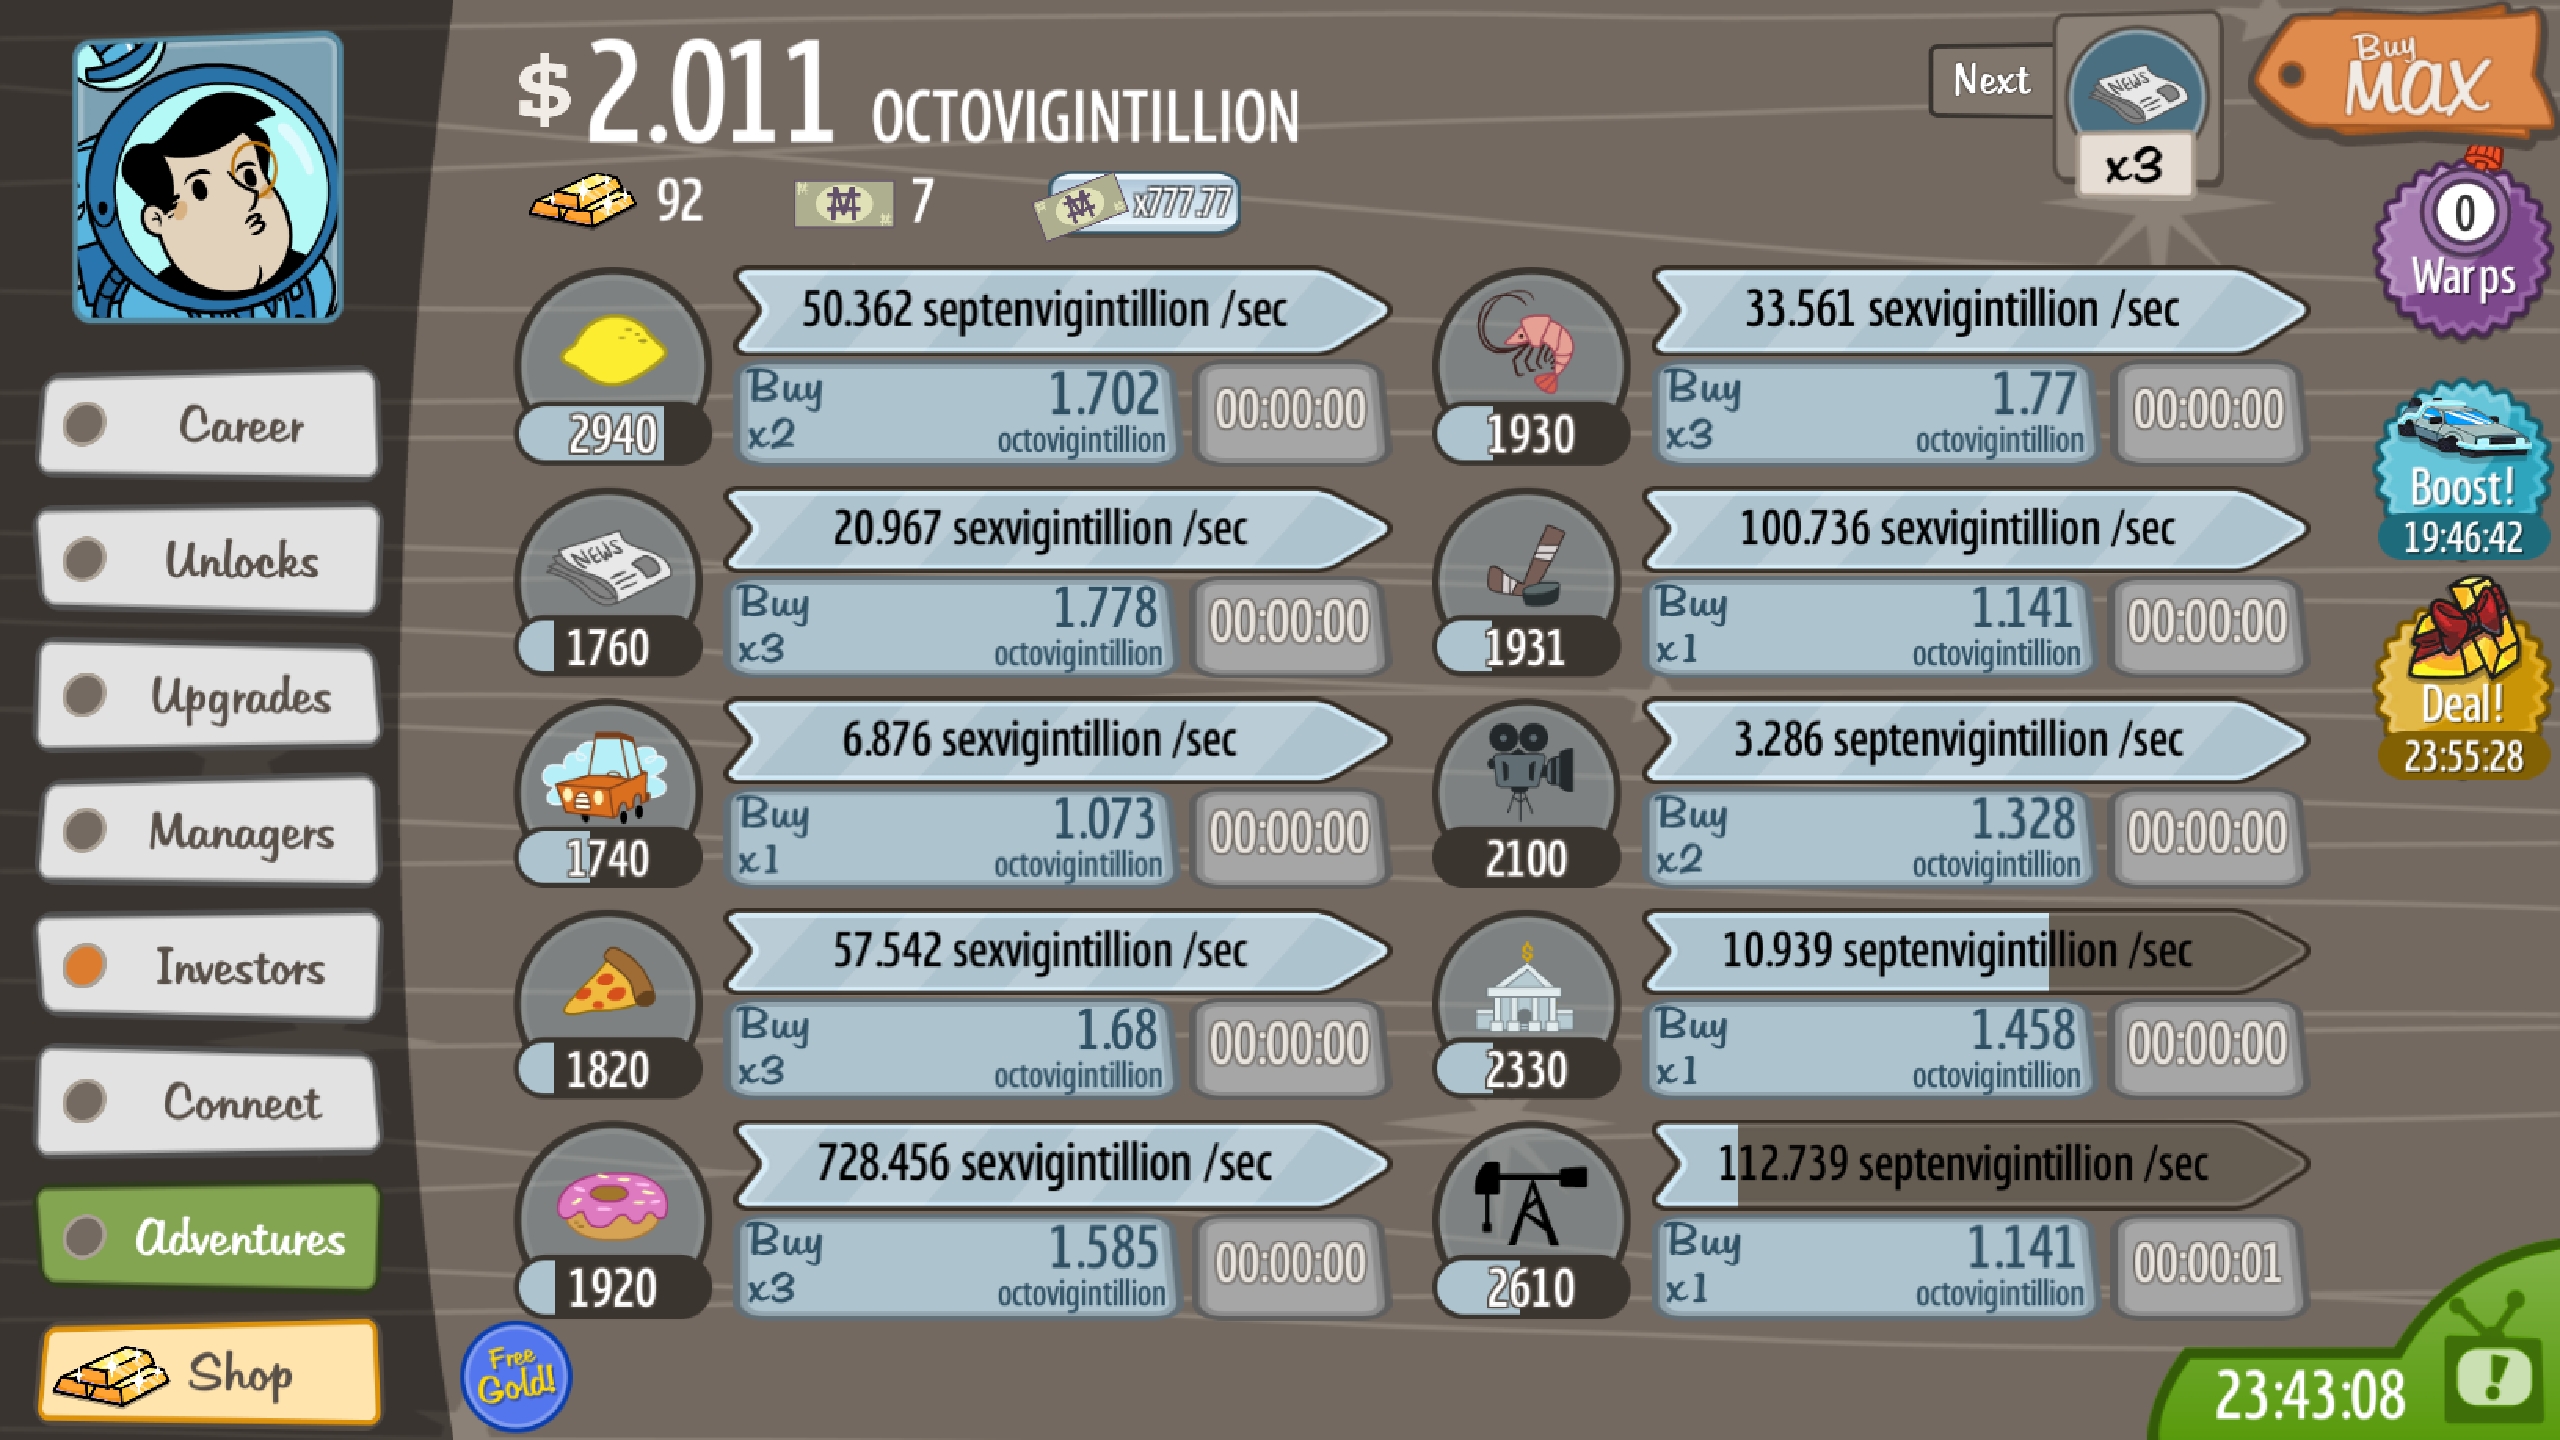 $2.011 OCTOVIGINTILLION
Next
x3
Buy
MAX
92
7
x777.77
0
Warps
Boost!
19:46:42
Deal!
23:55:28
Career
Unlocks
Upgrades
Managers
Investors
Connect
Adventures
Shop
50.362 septenvigintillion /sec
2940
Buy 1.702
x2 octovigintillion
00:00:00
33.561 sexvigintillion /sec
1930
Buy 1.77
x3 octovigintillion
00:00:00
NEWS
20.967 sexvigintillion /sec
1760
Buy 1.778
x3 octovigintillion
00:00:00
100.736 sexvigintillion /sec
1931
Buy 1.141
x1 octovigintillion
00:00:00
6.876 sexvigintillion /sec
1740
Buy 1.073
x1 octovigintillion
00:00:00
3.286 septenvigintillion /sec
2100
Buy 1.328
x2 octovigintillion
00:00:00
57.542 sexvigintillion /sec
1820
Buy 1.68
x3 octovigintillion
00:00:00
10.939 septenvigintillion /sec
2330
Buy 1.458
x1 octovigintillion
00:00:00
728.456 sexvigintillion /sec
1920
Buy 1.585
x3 octovigintillion
00:00:00
112.739 septenvigintillion /sec
2610
Buy 1.141
x1 octovigintillion
00:00:01
Free
Gold!
23:43:08